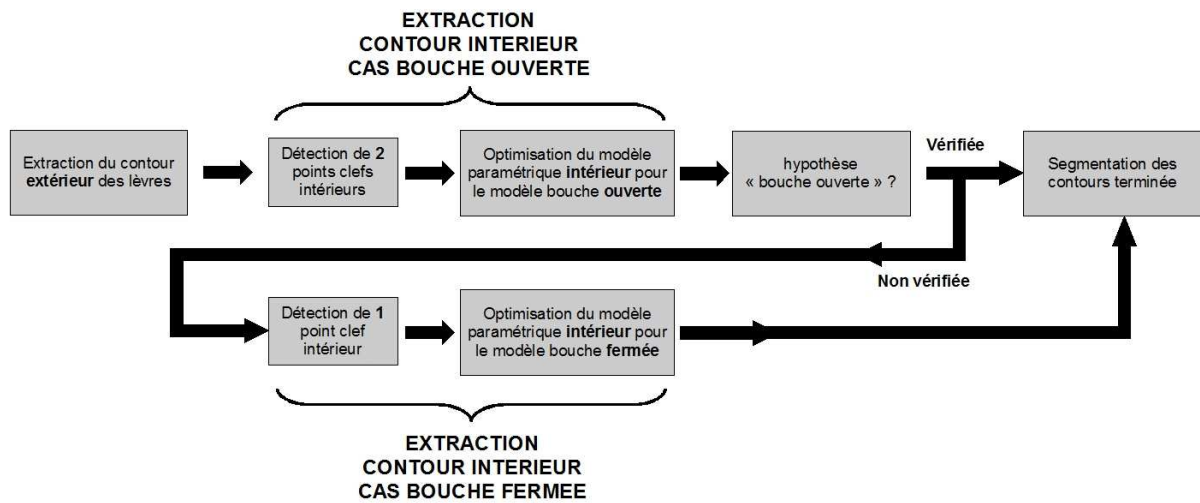 EXTRACTION
CONTOUR INTERIEUR
CAS BOUCHE OUVERTE
Extraction du contour
extérieur des lèvres
Détection de 2
points clefs
intérieurs
Optimisation du modèle
paramétrique intérieur pour
le modèle bouche ouverte
hypothèse
« bouche ouverte » ?
Vérifiée
Segmentation des
contours terminée
Non vérifiée
Détection de 1
point clef
intérieur
Optimisation du modèle
paramétrique intérieur pour
le modèle bouche fermée
EXTRACTION
CONTOUR INTERIEUR
CAS BOUCHE FERMEE